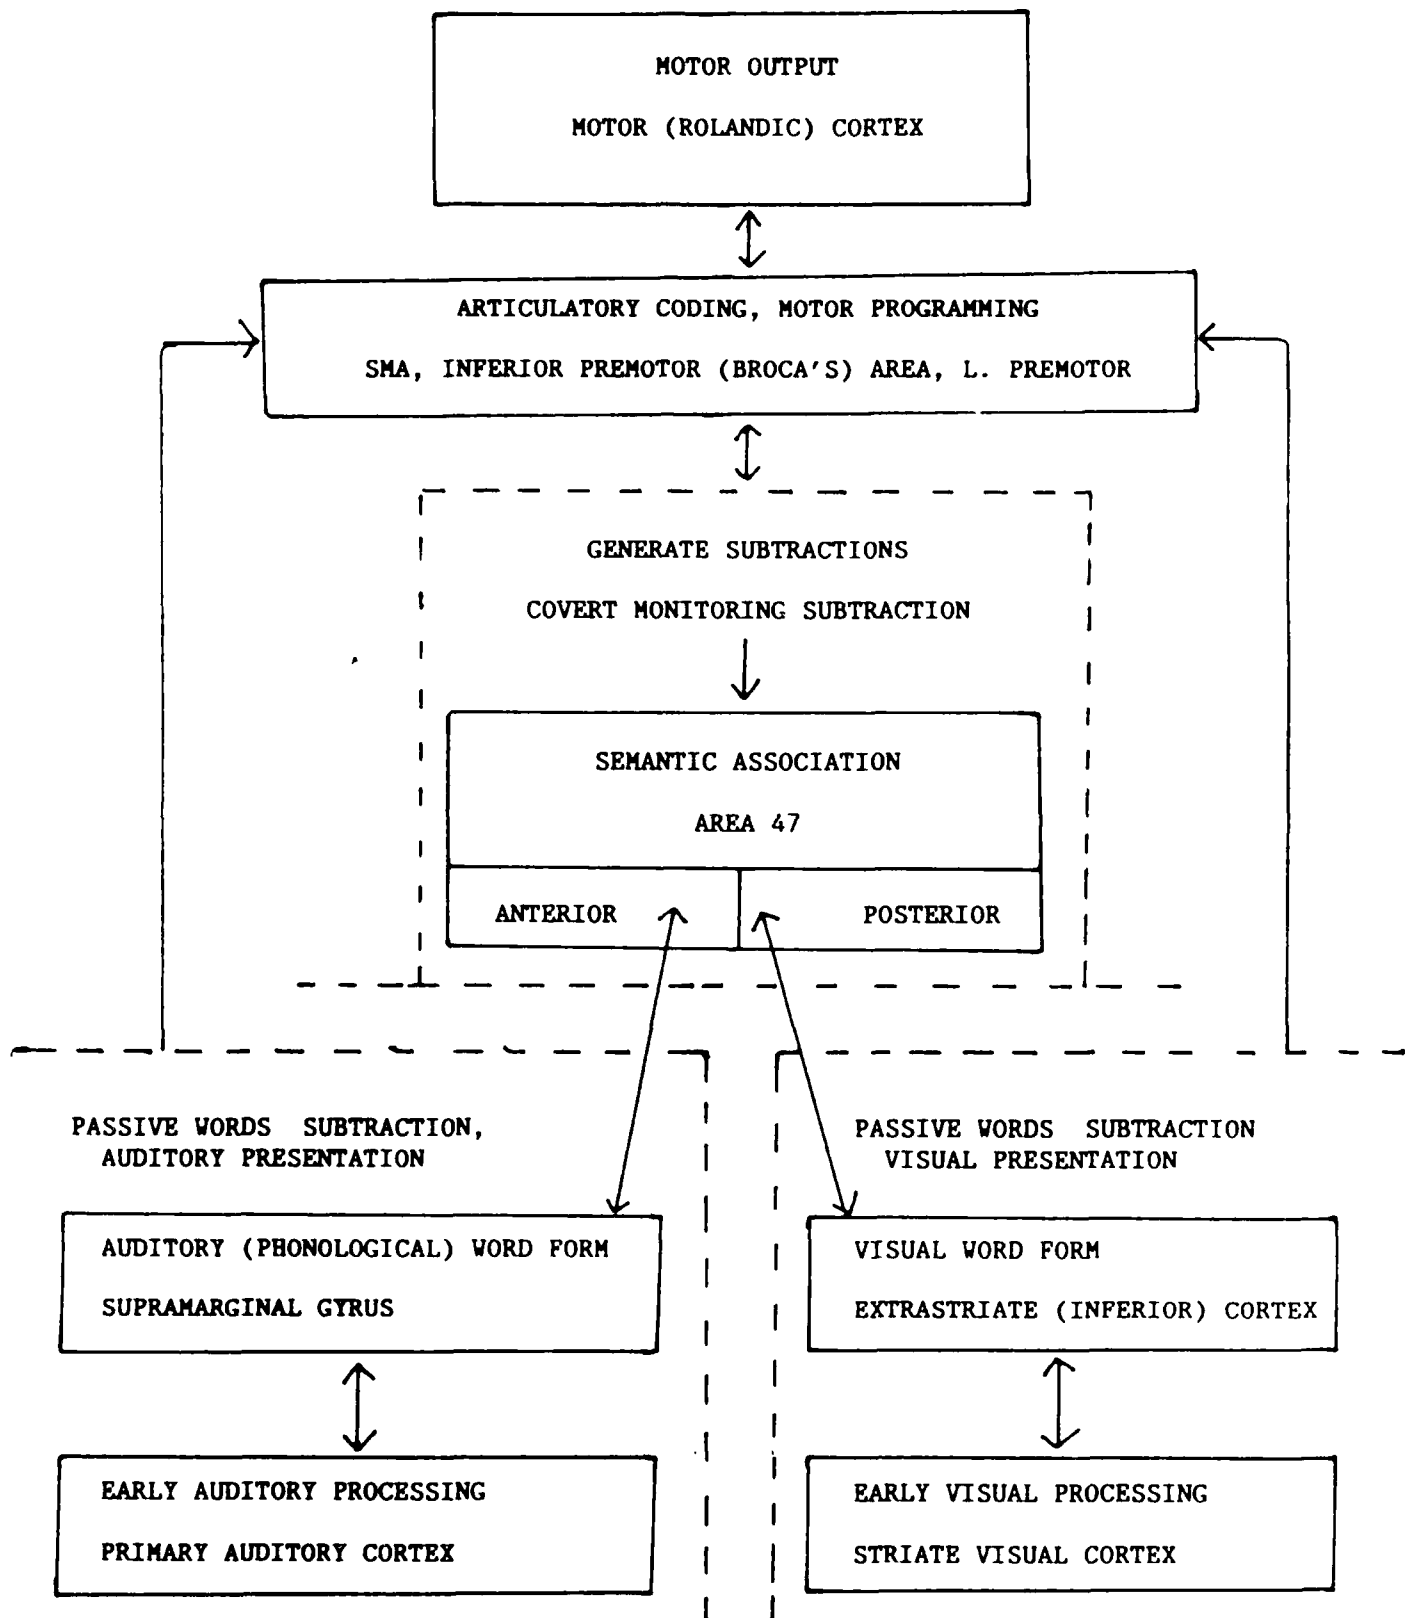 MOTOR OUTPUT
MOTOR (ROLANDIC) CORTEX
ARTICULATORY CODING, MOTOR PROGRAMMING
SMA, INFERIOR PREMOTOR (BROCA'S) AREA, L. PREMOTOR
GENERATE SUBTRACTIONS
COVERT MONITORING SUBTRACTION
SEMANTIC ASSOCIATION
AREA 47
ANTERIOR
POSTERIOR
PASSIVE WORDS SUBTRACTION,
AUDITORY PRESENTATION
AUDITORY (PHONOLOGICAL) WORD FORM
SUPRAMARGINAL GYRUS
EARLY AUDITORY PROCESSING
PRIMARY AUDITORY CORTEX
PASSIVE WORDS SUBTRACTION
VISUAL PRESENTATION
VISUAL WORD FORM
EXTRASTRIATE (INFERIOR) CORTEX
EARLY VISUAL PROCESSING
STRIATE VISUAL CORTEX